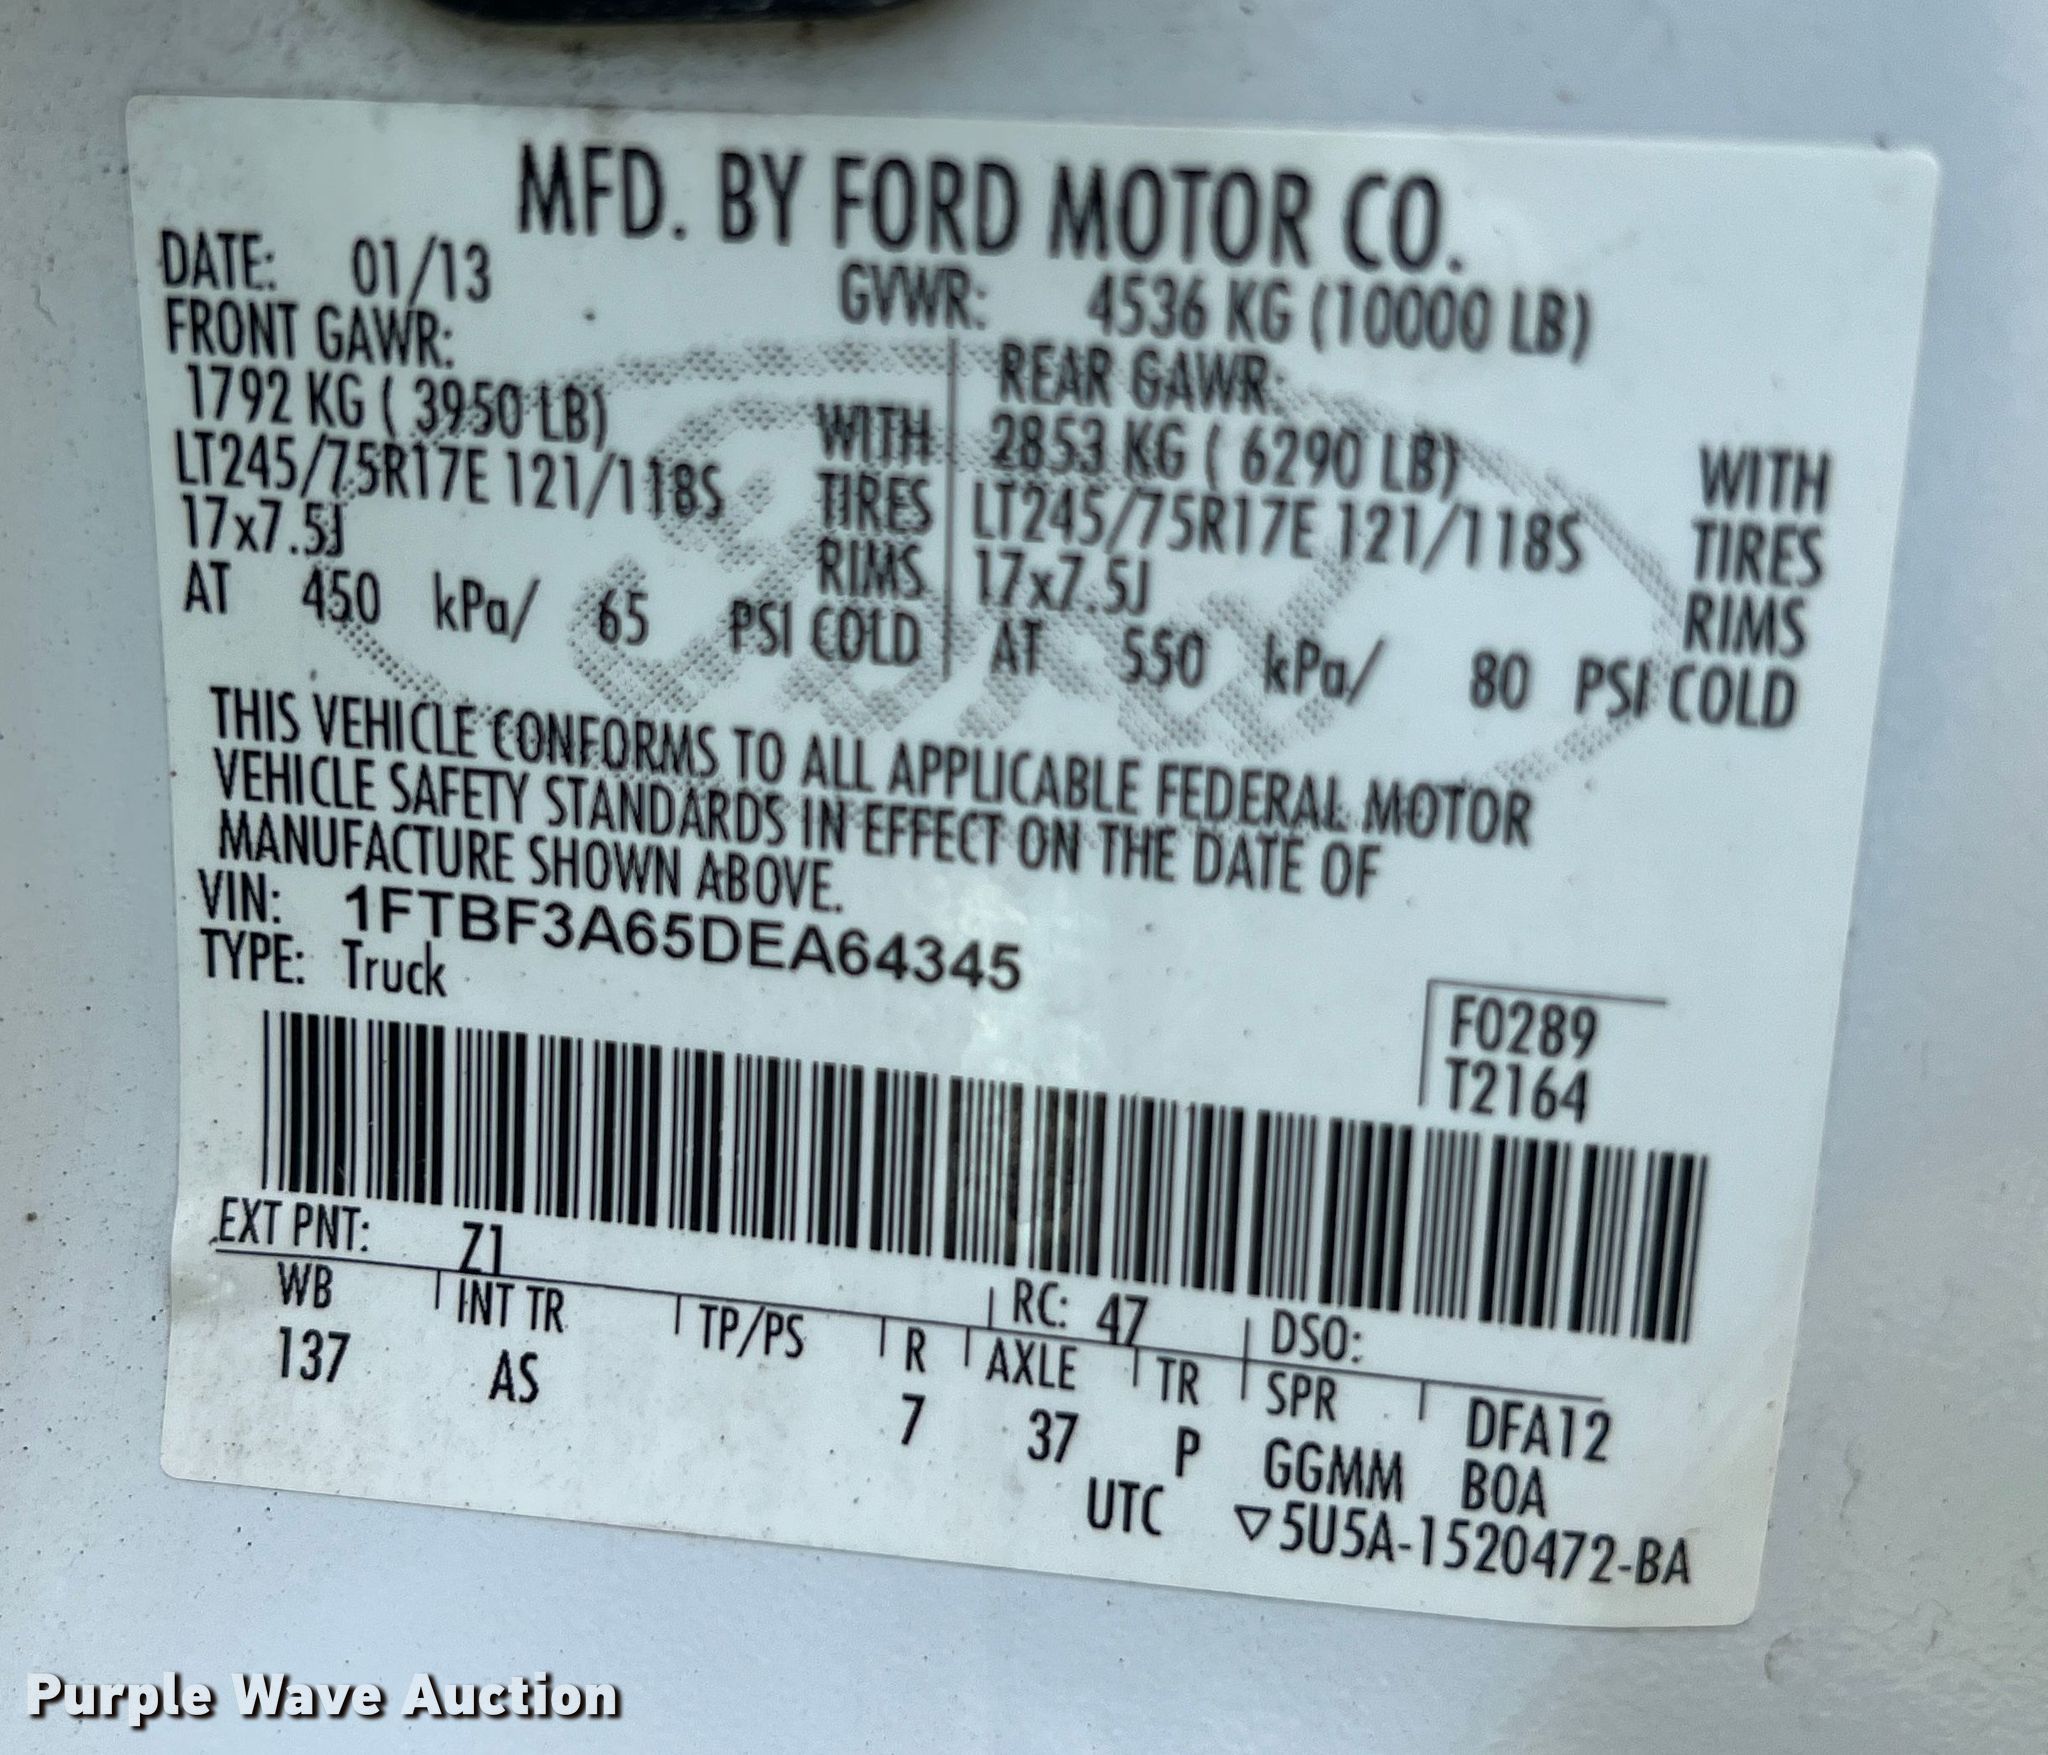 MFD. BY FORD MOTOR CO.
DATE: 01/13 GVWR: 4536 KG (10000 LB)
FRONT GAWR: REAR GAWR:
1792 KG ( 3950 LB) WITH 2853 KG ( 6290 LB) WITH
LT245/75R17E 121/118S TIRES LT245/75R17E 121/118S TIRES
17x7.5J RIMS 17x7.5J RIMS
AT 450 kPa/ 65 PSI COLD AT 550 kPa/ 80 PSI COLD
THIS VEHICLE CONFORMS TO ALL APPLICABLE FEDERAL MOTOR
VEHICLE SAFETY STANDARDS IN EFFECT ON THE DATE OF
MANUFACTURE SHOWN ABOVE.
VIN: 1FTBF3A65DEA64345
TYPE: Truck
F0289
T2164
EXT PNT: Z1 RC: 47 DSO:
WB INT TR TP/PS R AXLE TR SPR DFA12
137 AS 7 37 P GGMM BOA
UTC ▽5U5A-1520472-BA
Purple Wave Auction